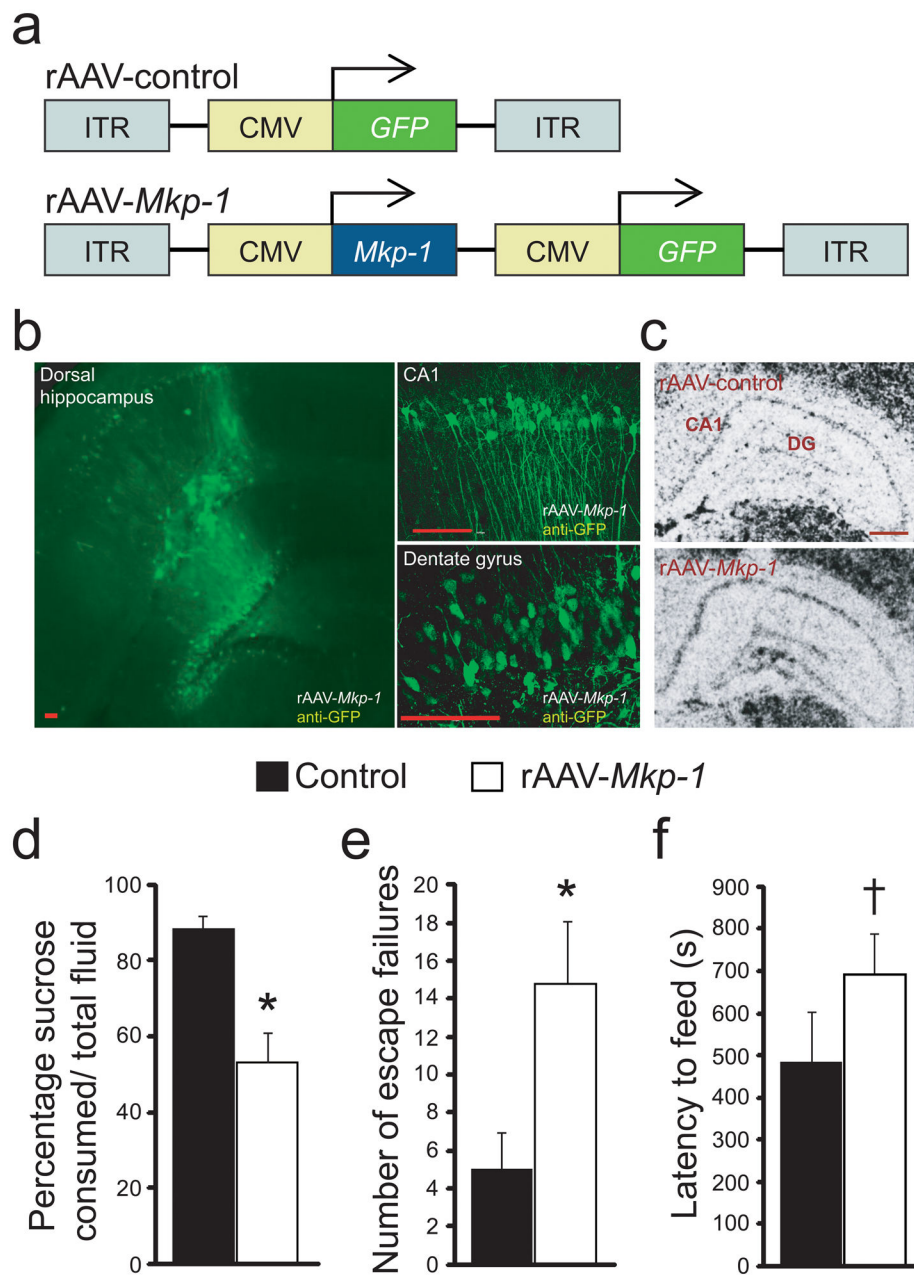 a
rAAV-control
ITR CMV GFP ITR
rAAV-Mkp-1
ITR CMV Mkp-1 CMV GFP ITR
b
Dorsal
hippocampus
rAAV-Mkp-1
anti-GFP
CA1
rAAV-Mkp-1
anti-GFP
Dentate gyrus
rAAV-Mkp-1
anti-GFP
c
rAAV-control
CA1
DG
rAAV-Mkp-1
Control rAAV-Mkp-1
d
Percentage sucrose
consumed/ total fluid
100
80
60
40
20
0
*
e
Number of escape failures
20
18
16
14
12
10
8
6
4
2
0
*
f
Latency to feed (s)
900
800
700
600
500
400
300
200
100
0
†